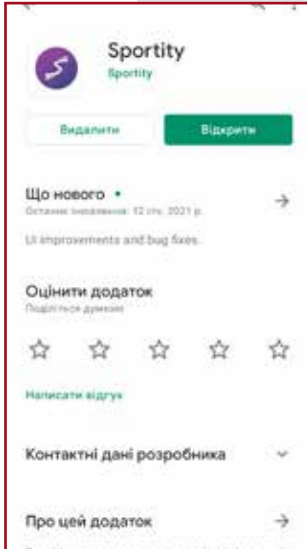 Sportity
Sportity
Видалити
Відкрити
Що нового
Останнє оновлення: 12 січ. 2021 р.
UI improvements and bug fixes.
Оцінити додаток
Поділіться думкою
Написати відгук
Контактні дані розробника
Про цей додаток